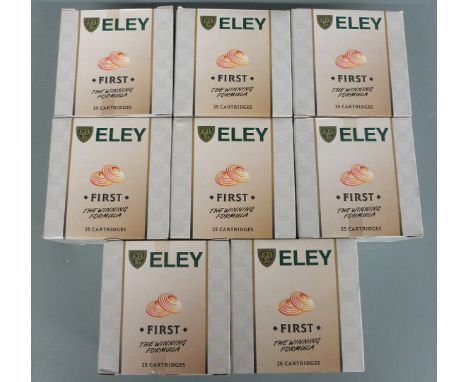 ELEY
FIRST
THE WINNING
FORMULA
25 CARTRIDGES
ELEY
FIRST
THE WINNING
FORMULA
25 CARTRIDGES
ELEY
FIRST
THE WINNING
FORMULA
25 CARTRIDGES
ELEY
FIRST
THE WINNING
FORMULA
25 CARTRIDGES
ELEY
FIRST
THE WINNING
FORMULA
25 CARTRIDGES
ELEY
FIRST
THE WINNING
FORMULA
25 CARTRIDGES
ELEY
FIRST
THE WINNING
FORMULA
25 CARTRIDGES
ELEY
FIRST
THE WINNING
FORMULA
25 CARTRIDGES